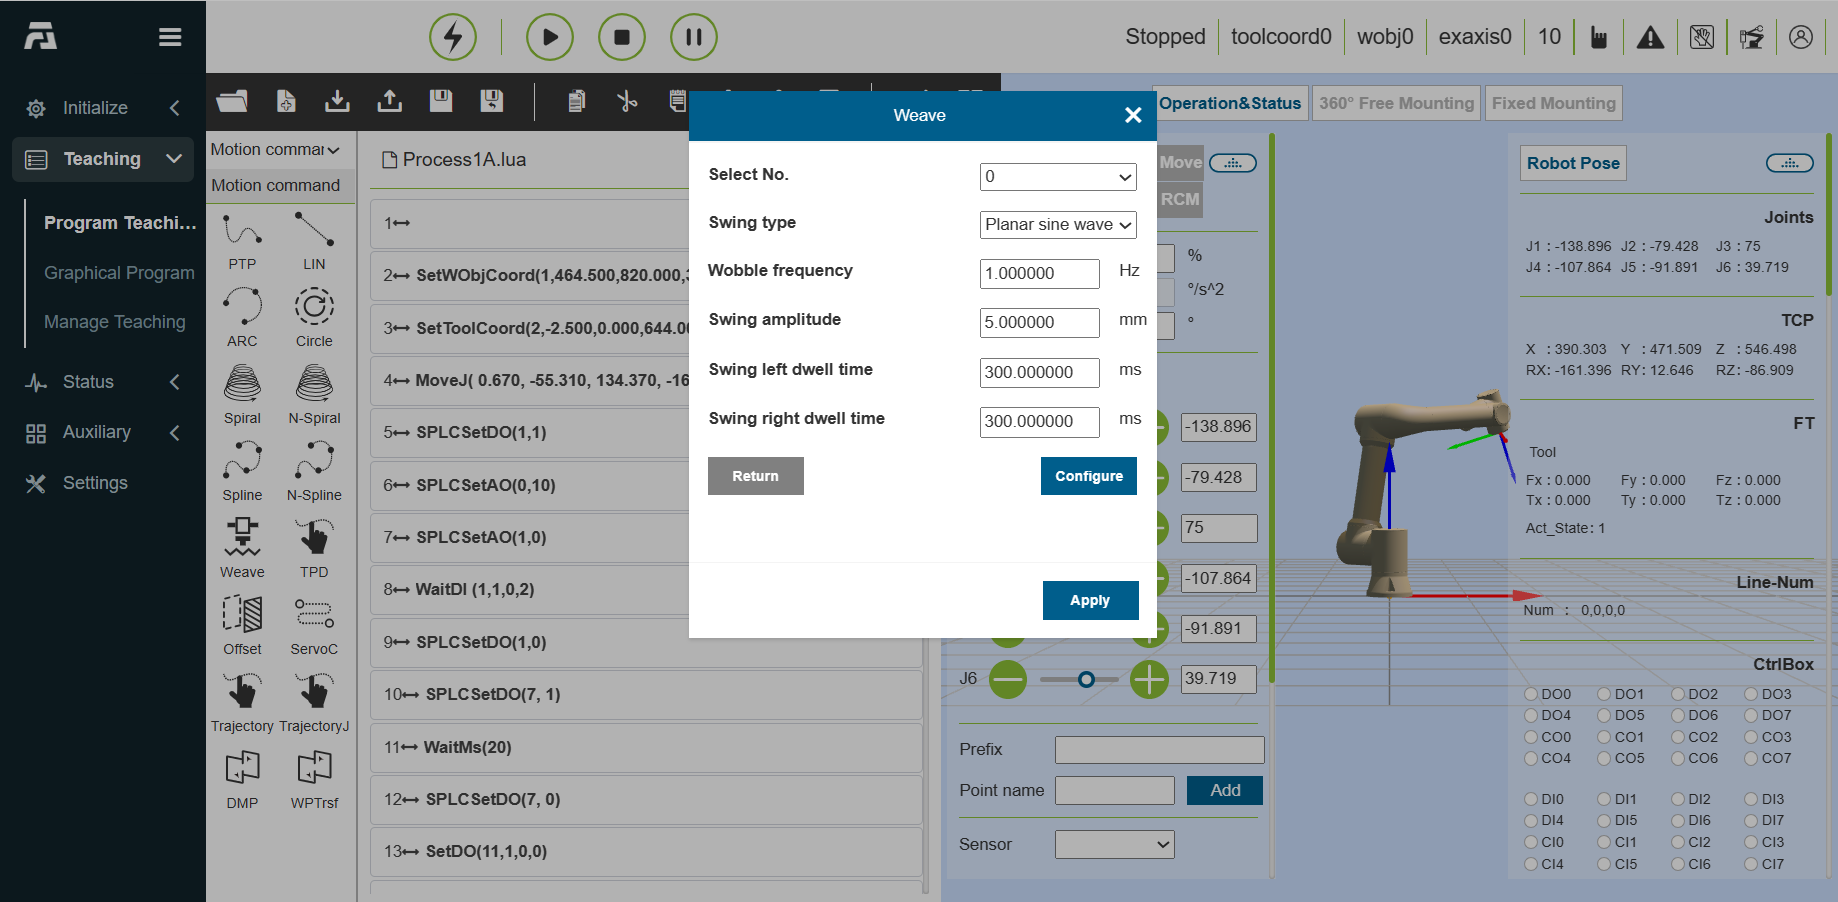 Stopped
toolcoord0
wobj0
exaxis0
10
Initialize
Teaching
Program Teachi...
Graphical Program
Manage Teaching
Status
Auxiliary
Settings
Motion commar
Motion command
PTP
LIN
ARC
Circle
Spiral
N-Spiral
Spline
N-Spline
Weave
TPD
Offset
ServoC
Trajectory
TrajectoryJ
DMP
WPTrsf
Process1A.lua
1
2 SetWObjCoord(1,464.500,820.000,
3 SetToolCoord(2,-2.500,0.000,644.0
4 MoveJ( 0.670, -55.310, 134.370, -16
5 SPLCSetDO(1,1)
6 SPLCSetAO(0,10)
7 SPLCSetAO(1,0)
8 WaitDI (1,1,0,2)
9 SPLCSetDO(1,0)
10 SPLCSetDO(7, 1)
11 WaitMs(20)
12 SPLCSetDO(7, 0)
13 SetDO(11,1,0,0)
Weave
Select No.
0
Swing type
Planar sine wave
Wobble frequency
1.000000
Hz
Swing amplitude
5.000000
mm
Swing left dwell time
300.000000
ms
Swing right dwell time
300.000000
ms
Return
Configure
Apply
Operation&Status
360° Free Mounting
Fixed Mounting
Move
RCM
%
°/s^2
°
-138.896
-79.428
75
-107.864
-91.891
J6
39.719
Prefix
Point name
Add
Sensor
Robot Pose
Joints
J1 : -138.896 J2 : -79.428 J3 : 75
J4 : -107.864 J5 : -91.891 J6 : 39.719
TCP
X : 390.303 Y : 471.509 Z : 546.498
RX: -161.396 RY: 12.646 RZ: -86.909
FT
Tool
Fx : 0.000 Fy : 0.000 Fz : 0.000
Tx : 0.000 Ty : 0.000 Tz : 0.000
Act_State: 1
Line-Num
Num : 0,0,0,0
CtrlBox
DO0 DO1 DO2 DO3
DO4 DO5 DO6 DO7
CO0 CO1 CO2 CO3
CO4 CO5 CO6 CO7
DI0 DI1 DI2 DI3
DI4 DI5 DI6 DI7
CI0 CI1 CI2 CI3
CI4 CI5 CI6 CI7